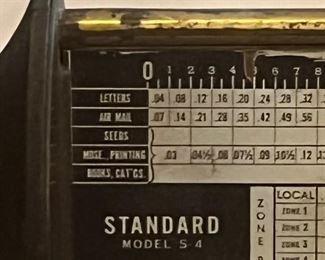 0 1 2 3 4 5 6 7 8
LETTERS .04 .08 .12 .16 .20 .24 .28 .32
AIR MAIL .07 .14 .21 .28 .35 .42 .49 .56
SEEDS
MDSE., PRINTING .03 .04½ .06 .07½ .09 .10½ .12
BOOKS, CAT'GS.
STANDARD
MODEL S-4
ZONE
LOCAL
ZONE 1
ZONE 2
ZONE 3
ZONE 4